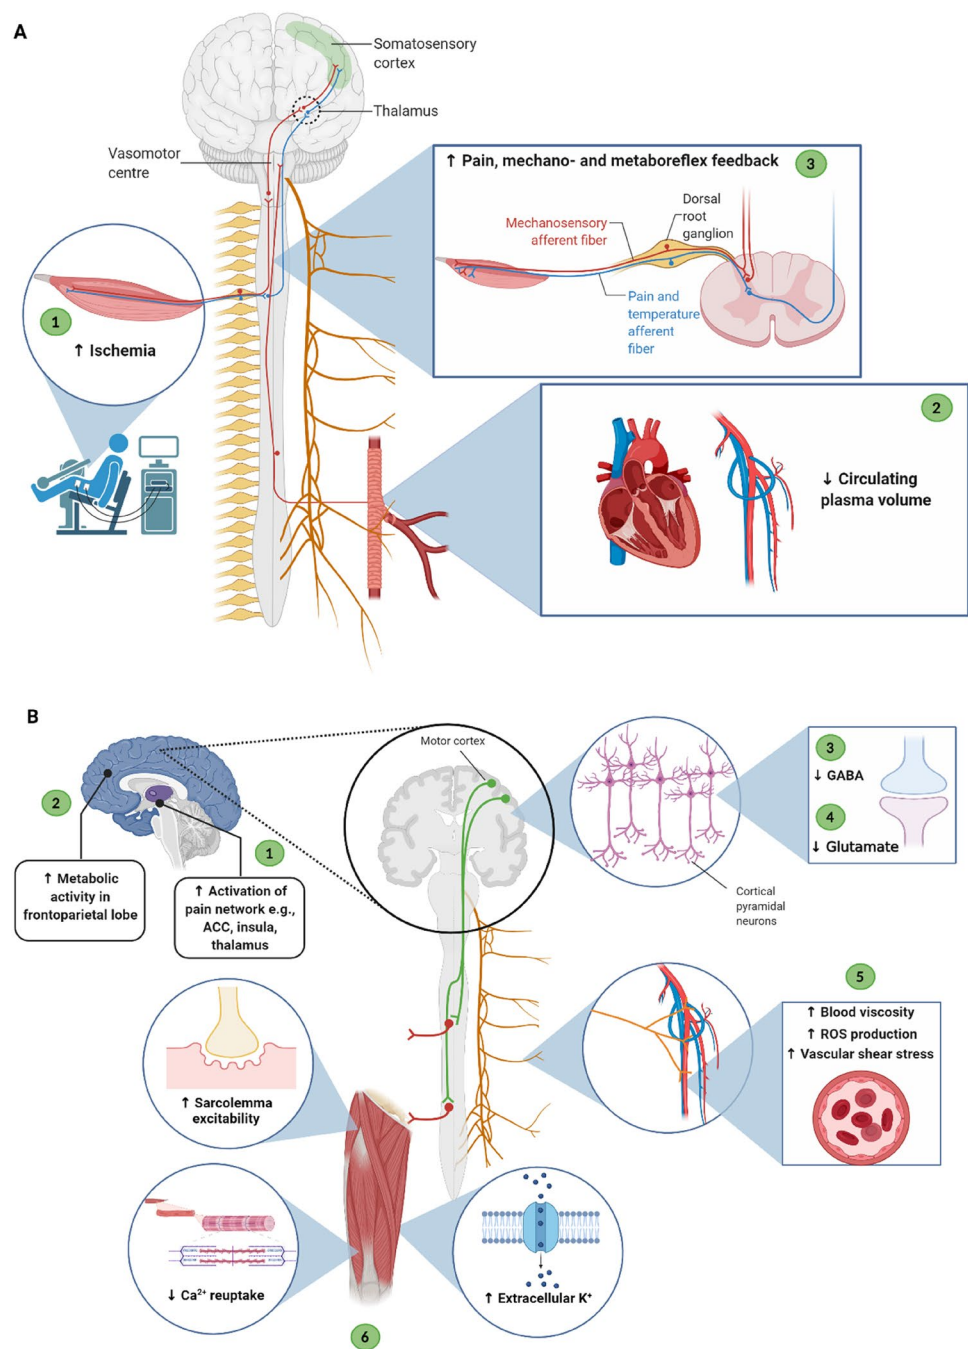 A
Somatosensory
cortex
Thalamus
Vasomotor
centre
↑ Pain, mechano- and metaboreflex feedback
3
Dorsal
root
ganglion
Mechanosensory
afferent fiber
Pain and
temperature
afferent
fiber
1
↑ Ischemia
2
↓ Circulating
plasma volume
B
Motor cortex
2
1
↑ Metabolic
activity in
frontoparietal lobe
↑ Activation of
pain network e.g.,
ACC, insula,
thalamus
3
↓ GABA
4
↓ Glutamate
Cortical
pyramidal
neurons
5
↑ Blood viscosity
↑ ROS production
↑ Vascular shear stress
↑ Sarcolemma
excitability
↓ Ca²⁺ reuptake
↑ Extracellular K⁺
6